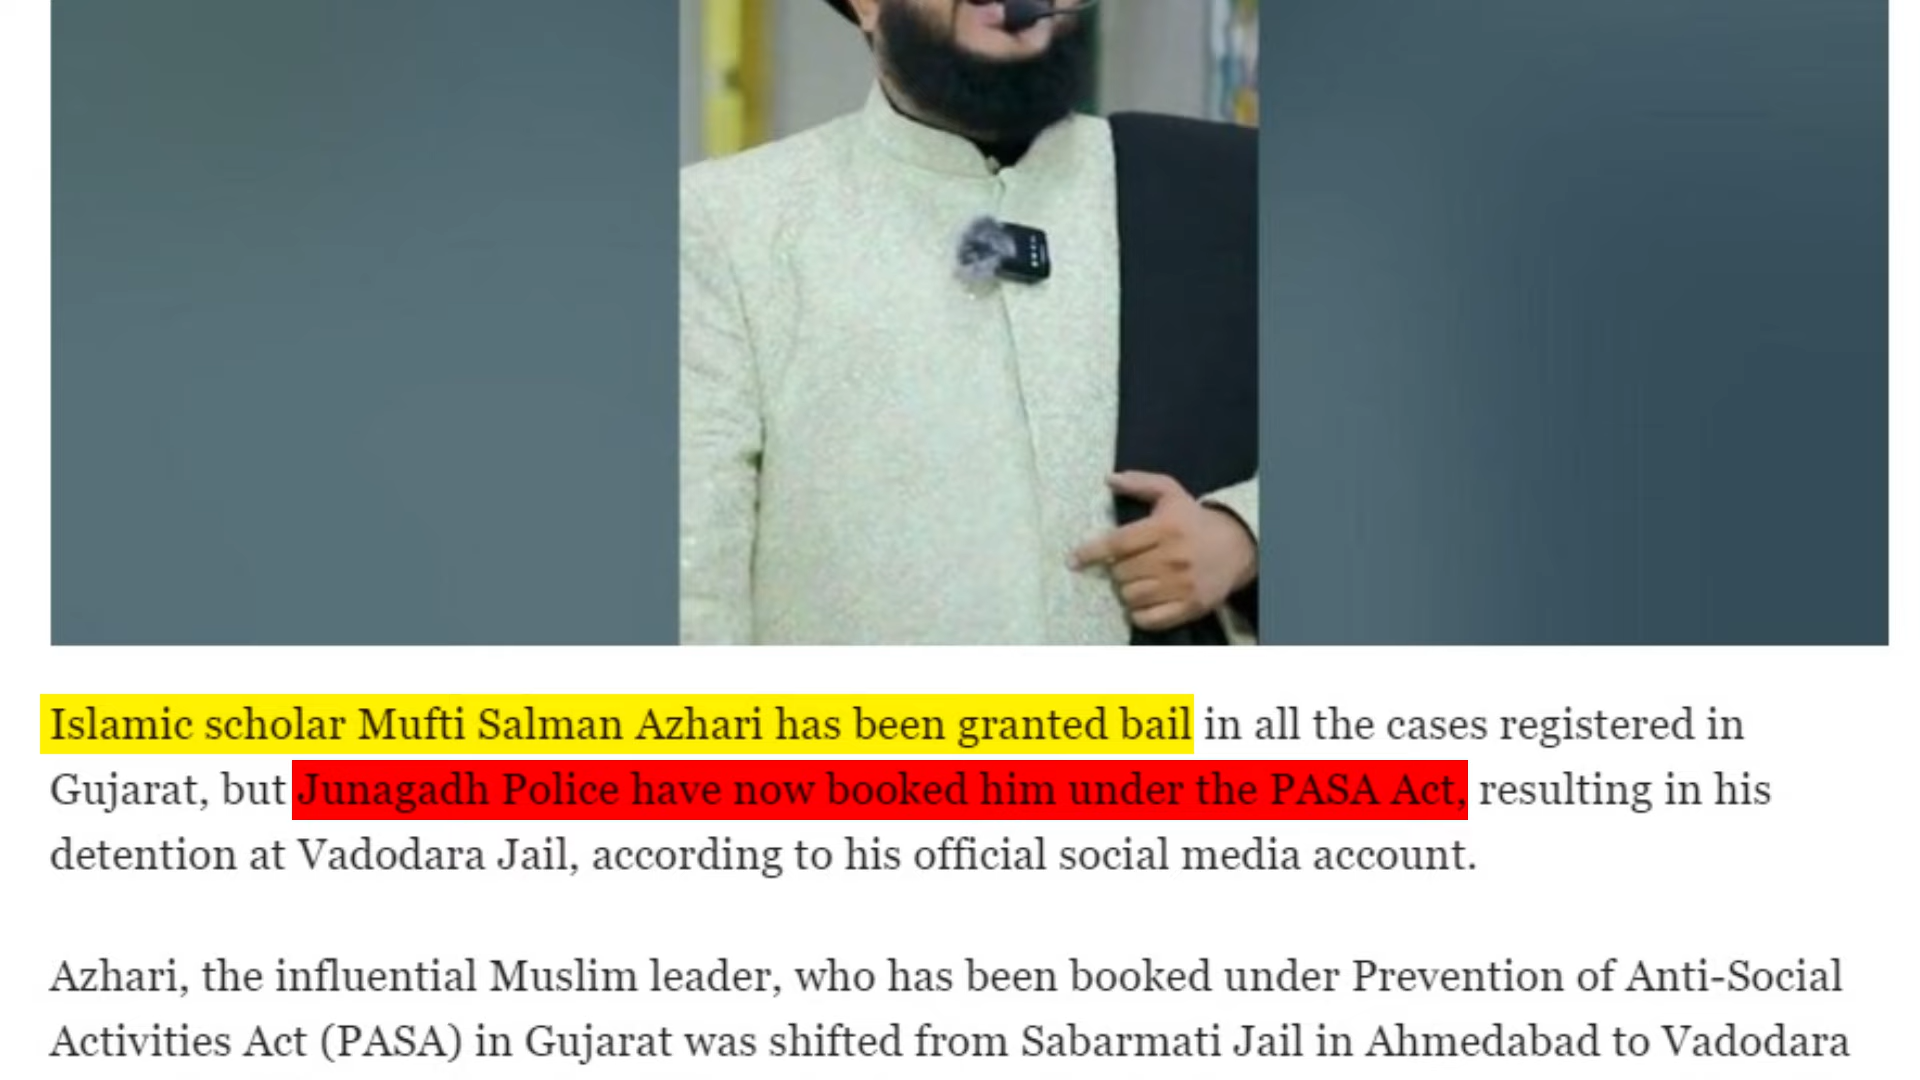 Islamic scholar Mufti Salman Azhari has been granted bail in all the cases registered in
Gujarat, but Junagadh Police have now booked him under the PASA Act, resulting in his
detention at Vadodara Jail, according to his official social media account.
Azhari, the influential Muslim leader, who has been booked under Prevention of Anti-Social
Activities Act (PASA) in Gujarat was shifted from Sabarmati Jail in Ahmedabad to Vadodara